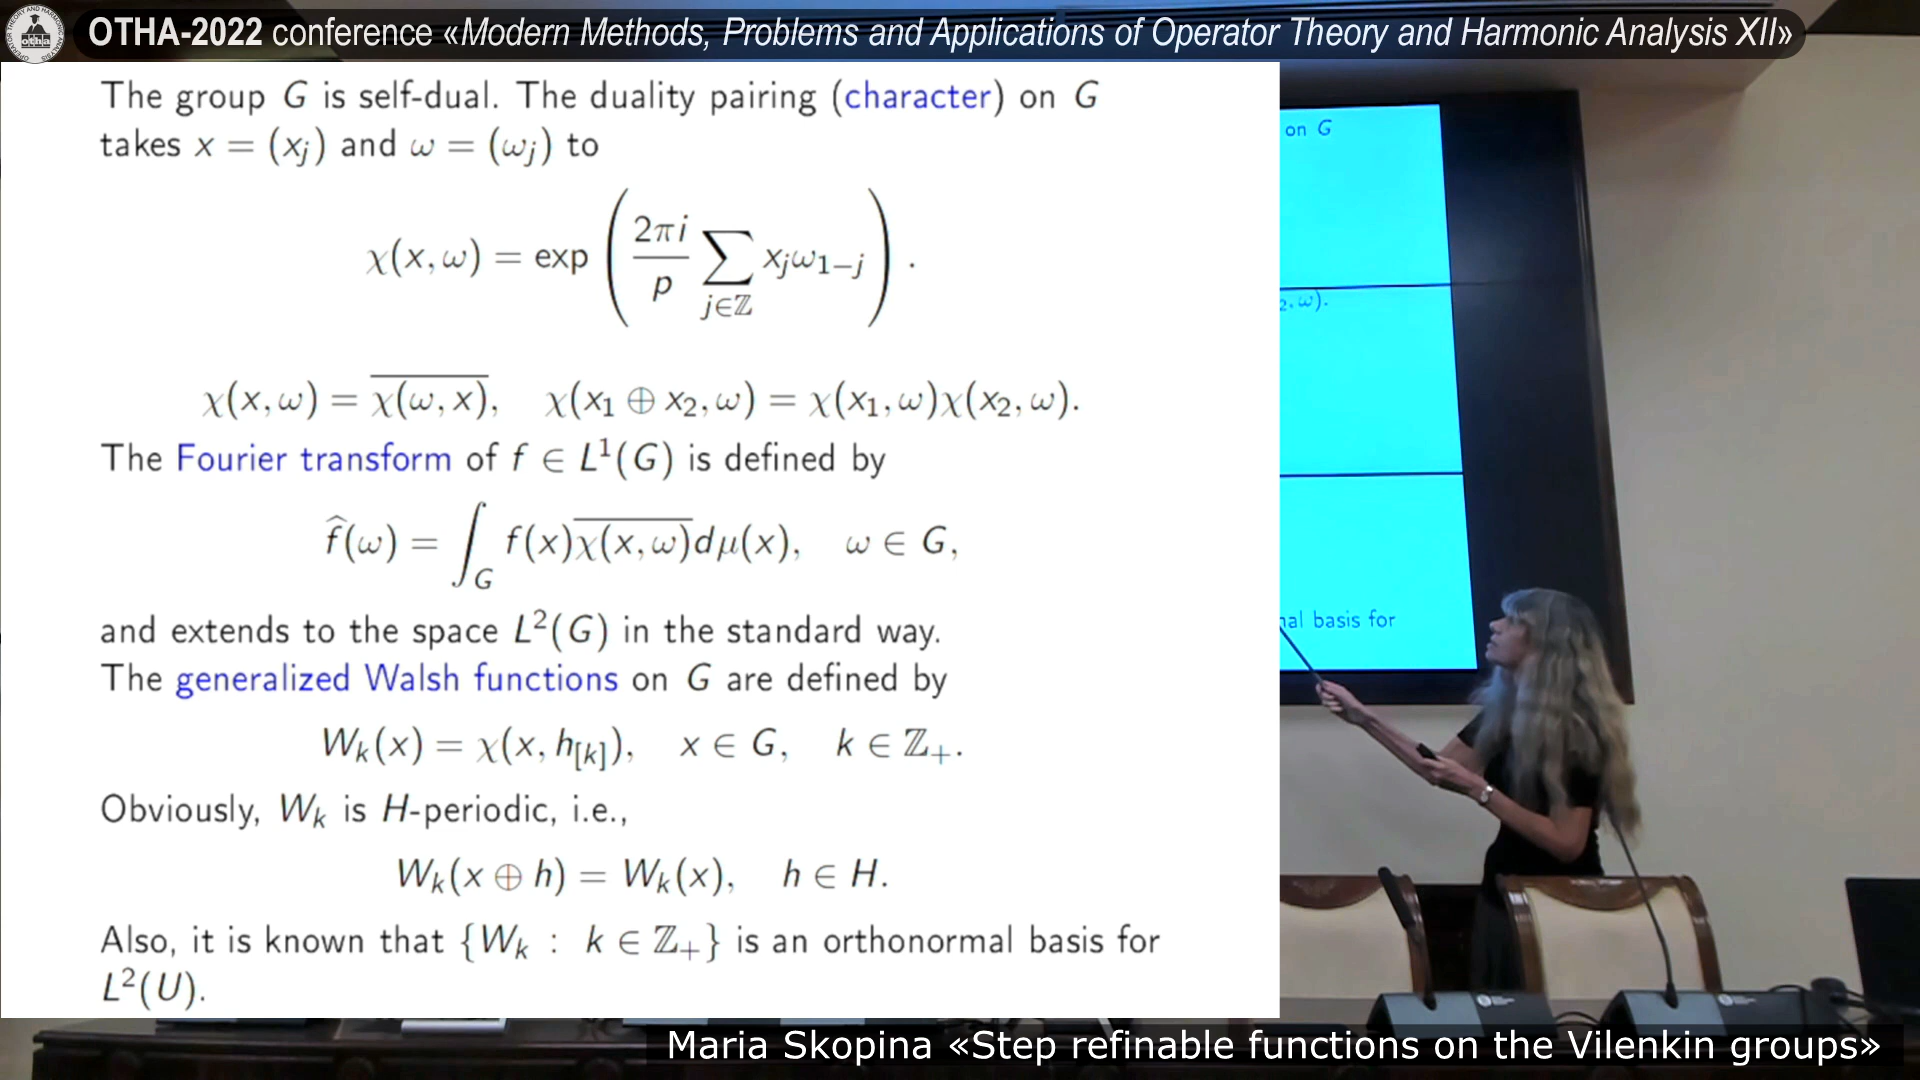 OTHA-2022 conference «Modern Methods, Problems and Applications of Operator Theory and Harmonic Analysis XII»
The group G is self-dual. The duality pairing (character) on G
takes x = (x_j) and ω = (ω_j) to
χ(x, ω) = exp ( 2πi / p ∑_{j∈ℤ} x_j ω_{1−j} ) .
χ(x, ω) = \overline{χ(ω, x)}, χ(x_1 ⊕ x_2, ω) = χ(x_1, ω)χ(x_2, ω).
The Fourier transform of f ∈ L^1(G) is defined by
\widehat{f}(ω) = ∫_G f(x)\overline{χ(x, ω)}dμ(x), ω ∈ G,
and extends to the space L^2(G) in the standard way.
The generalized Walsh functions on G are defined by
W_k(x) = χ(x, h_{[k]}), x ∈ G, k ∈ ℤ_+.
Obviously, W_k is H-periodic, i.e.,
W_k(x ⊕ h) = W_k(x), h ∈ H.
Also, it is known that {W_k : k ∈ ℤ_+} is an orthonormal basis for
L^2(U).
on G
2, ω).
nal basis for
Maria Skopina «Step refinable functions on the Vilenkin groups»